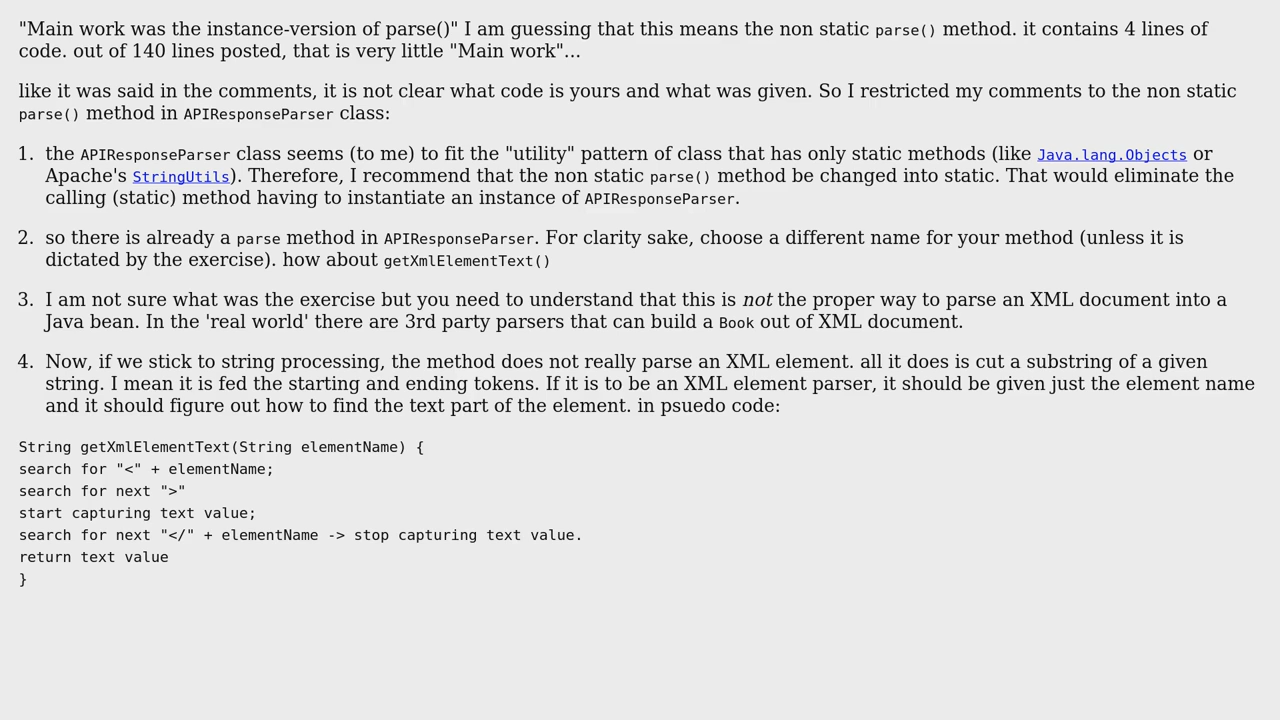 "Main work was the instance-version of parse()" I am guessing that this means the non static parse() method. it contains 4 lines of
code. out of 140 lines posted, that is very little "Main work"...
like it was said in the comments, it is not clear what code is yours and what was given. So I restricted my comments to the non static
parse() method in APIResponseParser class:
1. the APIResponseParser class seems (to me) to fit the "utility" pattern of class that has only static methods (like Java.lang.Objects or
Apache's StringUtils). Therefore, I recommend that the non static parse() method be changed into static. That would eliminate the
calling (static) method having to instantiate an instance of APIResponseParser.
2. so there is already a parse method in APIResponseParser. For clarity sake, choose a different name for your method (unless it is
dictated by the exercise). how about getXmlElementText()
3. I am not sure what was the exercise but you need to understand that this is not the proper way to parse an XML document into a
Java bean. In the 'real world' there are 3rd party parsers that can build a Book out of XML document.
4. Now, if we stick to string processing, the method does not really parse an XML element. all it does is cut a substring of a given
string. I mean it is fed the starting and ending tokens. If it is to be an XML element parser, it should be given just the element name
and it should figure out how to find the text part of the element. in psuedo code:
String getXmlElementText(String elementName) {
search for "<" + elementName;
search for next ">"
start capturing text value;
search for next "</" + elementName -> stop capturing text value.
return text value
}